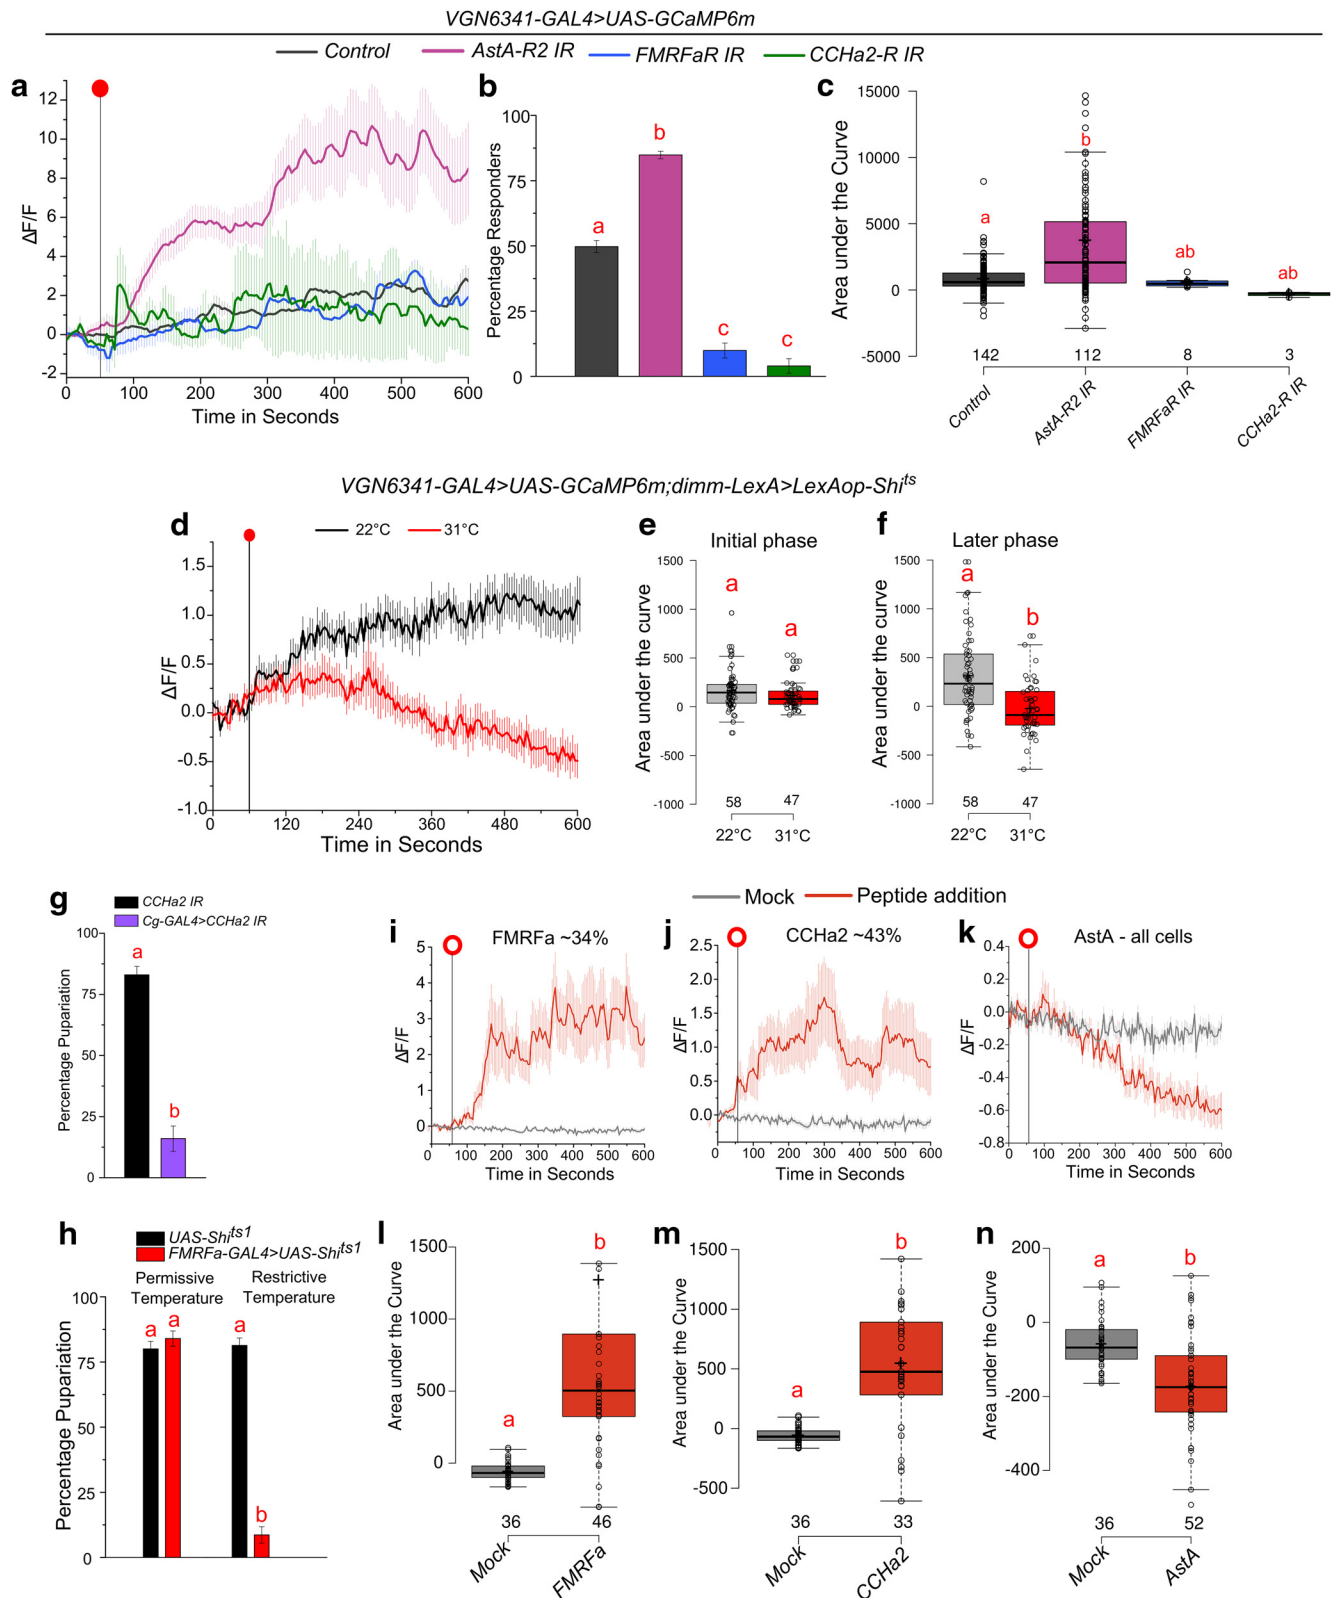 VGN6341-GAL4>UAS-GCaMP6m
Control AstA-R2 IR FMRFaR IR CCHa2-R IR
a
12
10
8
6
4
2
0
-2
ΔF/F
0 100 200 300 400 500 600
Time in Seconds
b
100
75
50
25
0
Percentage Responders
a
b
c
c
c
15000
10000
5000
0
-5000
Area under the Curve
a
b
ab
ab
142 112 8 3
Control AstA-R2 IR FMRFaR IR CCHa2-R IR
VGN6341-GAL4>UAS-GCaMP6m;dimm-LexA>LexAop-Shi^ts
d
22°C 31°C
1.5
1.0
0.5
0.0
-0.5
-1.0
ΔF/F
0 120 240 360 480 600
Time in Seconds
e
Initial phase
1500
1000
500
0
-500
-1000
Area under the curve
a
a
58 47
22°C 31°C
f
Later phase
1500
1000
500
0
-500
-1000
Area under the curve
a
b
58 47
22°C 31°C
g
CCHa2 IR
Cg-GAL4>CCHa2 IR
100
75
50
25
0
Percentage Pupariation
a
b
Mock Peptide addition
i
FMRFa ~34%
5
4
3
2
1
0
ΔF/F
0 100 200 300 400 500 600
Time in Seconds
j
CCHa2 ~43%
2.5
2.0
1.5
1.0
0.5
0.0
ΔF/F
0 100 200 300 400 500 600
Time in Seconds
k
AstA - all cells
0.4
0.2
0.0
-0.2
-0.4
-0.6
-0.8
ΔF/F
0 100 200 300 400 500 600
Time in Seconds
h
UAS-Shi^ts1
FMRFa-GAL4>UAS-Shi^ts1
Permissive Restrictive
Temperature Temperature
100
75
50
25
0
Percentage Pupariation
a a a
b
l
1500
1000
500
0
Area under the Curve
a
b
36 46
Mock FMRFa
m
1500
1000
500
0
-500
Area under the Curve
a
b
36 33
Mock CCHa2
n
200
0
-200
-400
Area under the Curve
a
b
36 52
Mock AstA